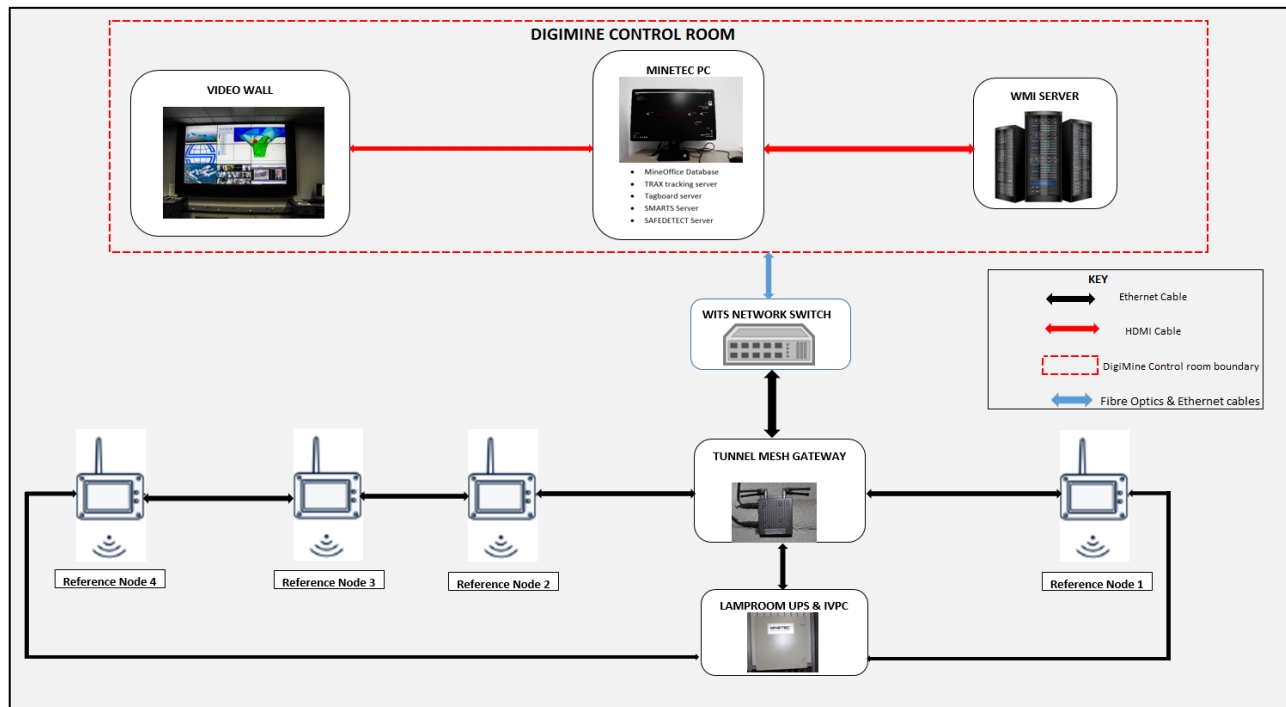 DIGIMINE CONTROL ROOM
VIDEO WALL
MINETEC PC
WMI SERVER
• MineOffice Database
• TRAX tracking server
• Tagboard server
• SMARTS Server
• SAFEDETECT Server
KEY
Ethernet Cable
HDMI Cable
DigiMine Control room boundary
Fibre Optics & Ethernet cables
WITS NETWORK SWITCH
TUNNEL MESH GATEWAY
Reference Node 4
Reference Node 3
Reference Node 2
Reference Node 1
LAMPROOM UPS & IVPC
MINETEC